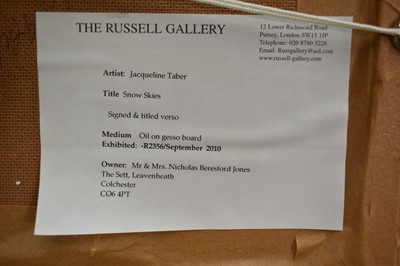 THE RUSSELL GALLERY
12 Lower Richmond Road
Putney, London SW15 1JP
Telephone: 020 8780 5228
Email: Russgallery@aol.com
www.russell-gallery.com
Artist: Jacqueline Taber
Title Snow Skies
Signed & titled verso
Medium Oil on gesso board
Exhibited: -R2356/September 2010
Owner: Mr & Mrs. Nicholas Beresford Jones
The Sett, Leavenheath
Colchester
CO6 4PT